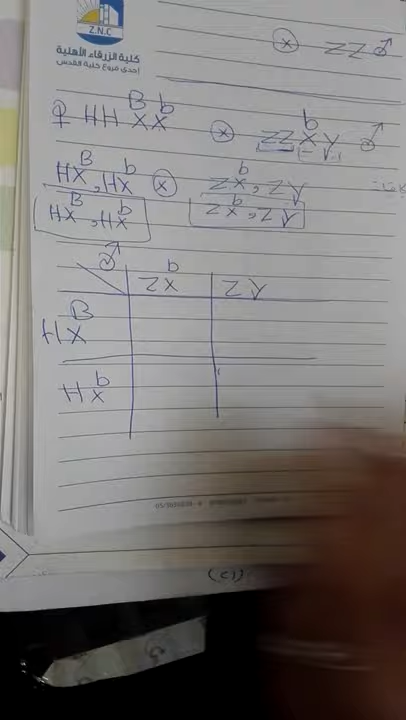 Z.N.C
كلية الزرقاء الأهلية
إحدى فروع كلية القدس
× ZZ ♂
♀ HH X^B X^b × ZZ X^b Y ♂
HX^B, HX^b × ZX^b, ZY
HX^B, HX^b ZX^b, ZY
♂
ZX^b ZY
HX^B
HX^b